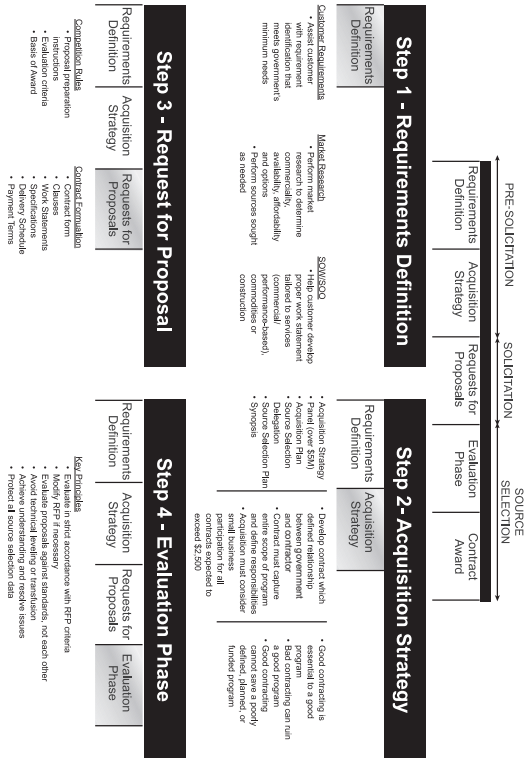 PRE-SOLICITATION
SOLICITATION
SOURCE
SELECTION
Requirements
Definition
Acquisition
Strategy
Requests for
Proposals
Evaluation
Phase
Contract
Award
Step 1 - Requirements Definition
Requirements
Definition
Customer Requirements
• Assist customer
with requirement
identification that
meets government's
minimum needs
Market Research
• Perform market
research to determine
commerciality,
availability, affordability
and options
• Perform sources sought
as needed
SOW/SOO
• Help customer develop
proper work statement
tailored to services
(commercial/
performance-based),
commodities or
construction
Step 2- Acquisition Strategy
Requirements
Definition
Acquisition
Strategy
• Acquisition Strategy
• Panel (over $5M)
• Acquisition Plan
• Source Selection
Delegation
• Source Selection Plan
• Synopsis
• Develop contract which
defined relationship
between government
and contractor
• Contract must capture
entire scope of program
and define responsibilities
• Acquisition must consider
small business
participation for all
contracts expected to
exceed $2,500
• Good contracting is
essential to a good
program
• Bad contracting can ruin
a good program
• Good contracting
cannot save a poorly
defined, planned, or
funded program
Step 3 - Request for Proposal
Requirements
Definition
Acquisition
Strategy
Requests for
Proposals
Competition Rules
• Proposal preparation
instructions
• Evaluation criteria
• Basis of Award
Contract Formulation
• Contract form
• Clauses
• Work Statements
• Specifications
• Delivery Schedule
• Payment Terms
Step 4 - Evaluation Phase
Requirements
Definition
Acquisition
Strategy
Requests for
Proposals
Evaluation
Phase
Key Principles
• Evaluate in strict accordance with RFP criteria
• Modify RFP if necessary
• Evaluate proposals against standards, not each other
• Avoid technical leveling or transfusion
• Achieve understanding and resolve issues
• Protect all source selection data